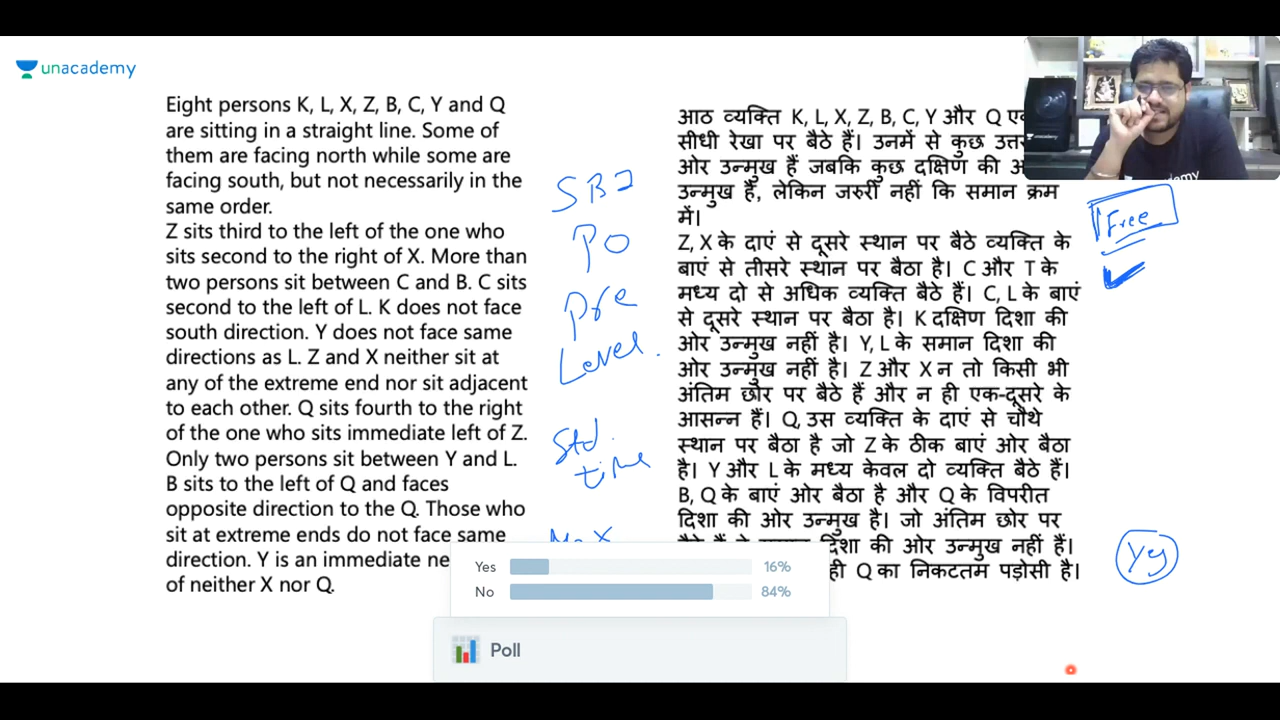 unacademy
Eight persons K, L, X, Z, B, C, Y and Q
are sitting in a straight line. Some of
them are facing north while some are
facing south, but not necessarily in the
same order.
Z sits third to the left of the one who
sits second to the right of X. More than
two persons sit between C and B. C sits
second to the left of L. K does not face
south direction. Y does not face same
directions as L. Z and X neither sit at
any of the extreme end nor sit adjacent
to each other. Q sits fourth to the right
of the one who sits immediate left of Z.
Only two persons sit between Y and L.
B sits to the left of Q and faces
opposite direction to the Q. Those who
sit at extreme ends do not face same
direction. Y is an immediate ne
of neither X nor Q.
SBI
PO
Pre
Level.
Std.
time
Max
आठ व्यक्ति K, L, X, Z, B, C, Y और Q
सीधी रेखा पर बैठे हैं। उनमें से कुछ
ओर उन्मुख हैं जबकि कुछ दक्षिण की
उन्मुख हैं, लेकिन जरुरी नहीं कि समान क्रम
में।
Z, X के दाएं से दूसरे स्थान पर बैठे व्यक्ति के
बाएं से तीसरे स्थान पर बैठा है। C और T के
मध्य दो से अधिक व्यक्ति बैठे हैं। C, L के बाएं
से दूसरे स्थान पर बैठा है। K दक्षिण दिशा की
ओर उन्मुख नहीं है। Y, L के समान दिशा की
ओर उन्मुख नहीं है। Z और X न तो किसी भी
अंतिम छोर पर बैठे हैं और न ही एक-दूसरे के
आसन्न हैं। Q, उस व्यक्ति के दाएं से चौथे
स्थान पर बैठा है जो Z के ठीक बाएं ओर बैठा
है। Y और L के मध्य केवल दो व्यक्ति बैठे हैं।
B, Q के बाएं ओर बैठा है और Q के विपरीत
दिशा की ओर उन्मुख है। जो अंतिम छोर पर
दिशा की ओर उन्मुख नहीं हैं।
ही Q का निकटतम पड़ोसी है।
Free
Yes
Yes 16%
No 84%
Poll